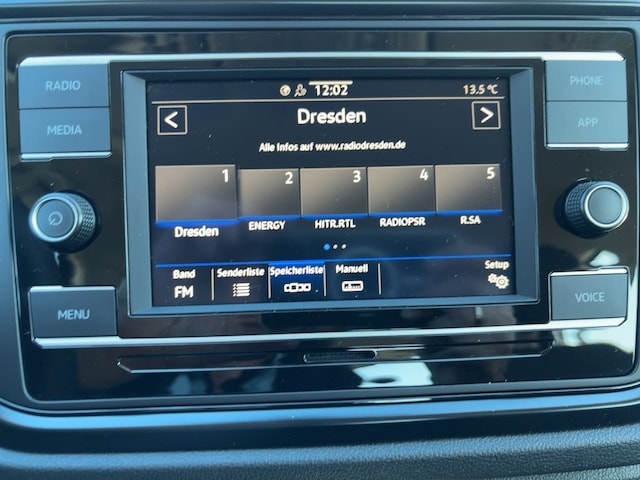 RADIO
MEDIA
MENU
PHONE
APP
VOICE
12:02
13.5 °C
<
Dresden
>
Alle Infos auf www.radiodresden.de
1 2 3 4 5
Dresden ENERGY HITR.RTL RADIOPSR R.SA
Band Senderliste Speicherliste Manuell Setup
FM